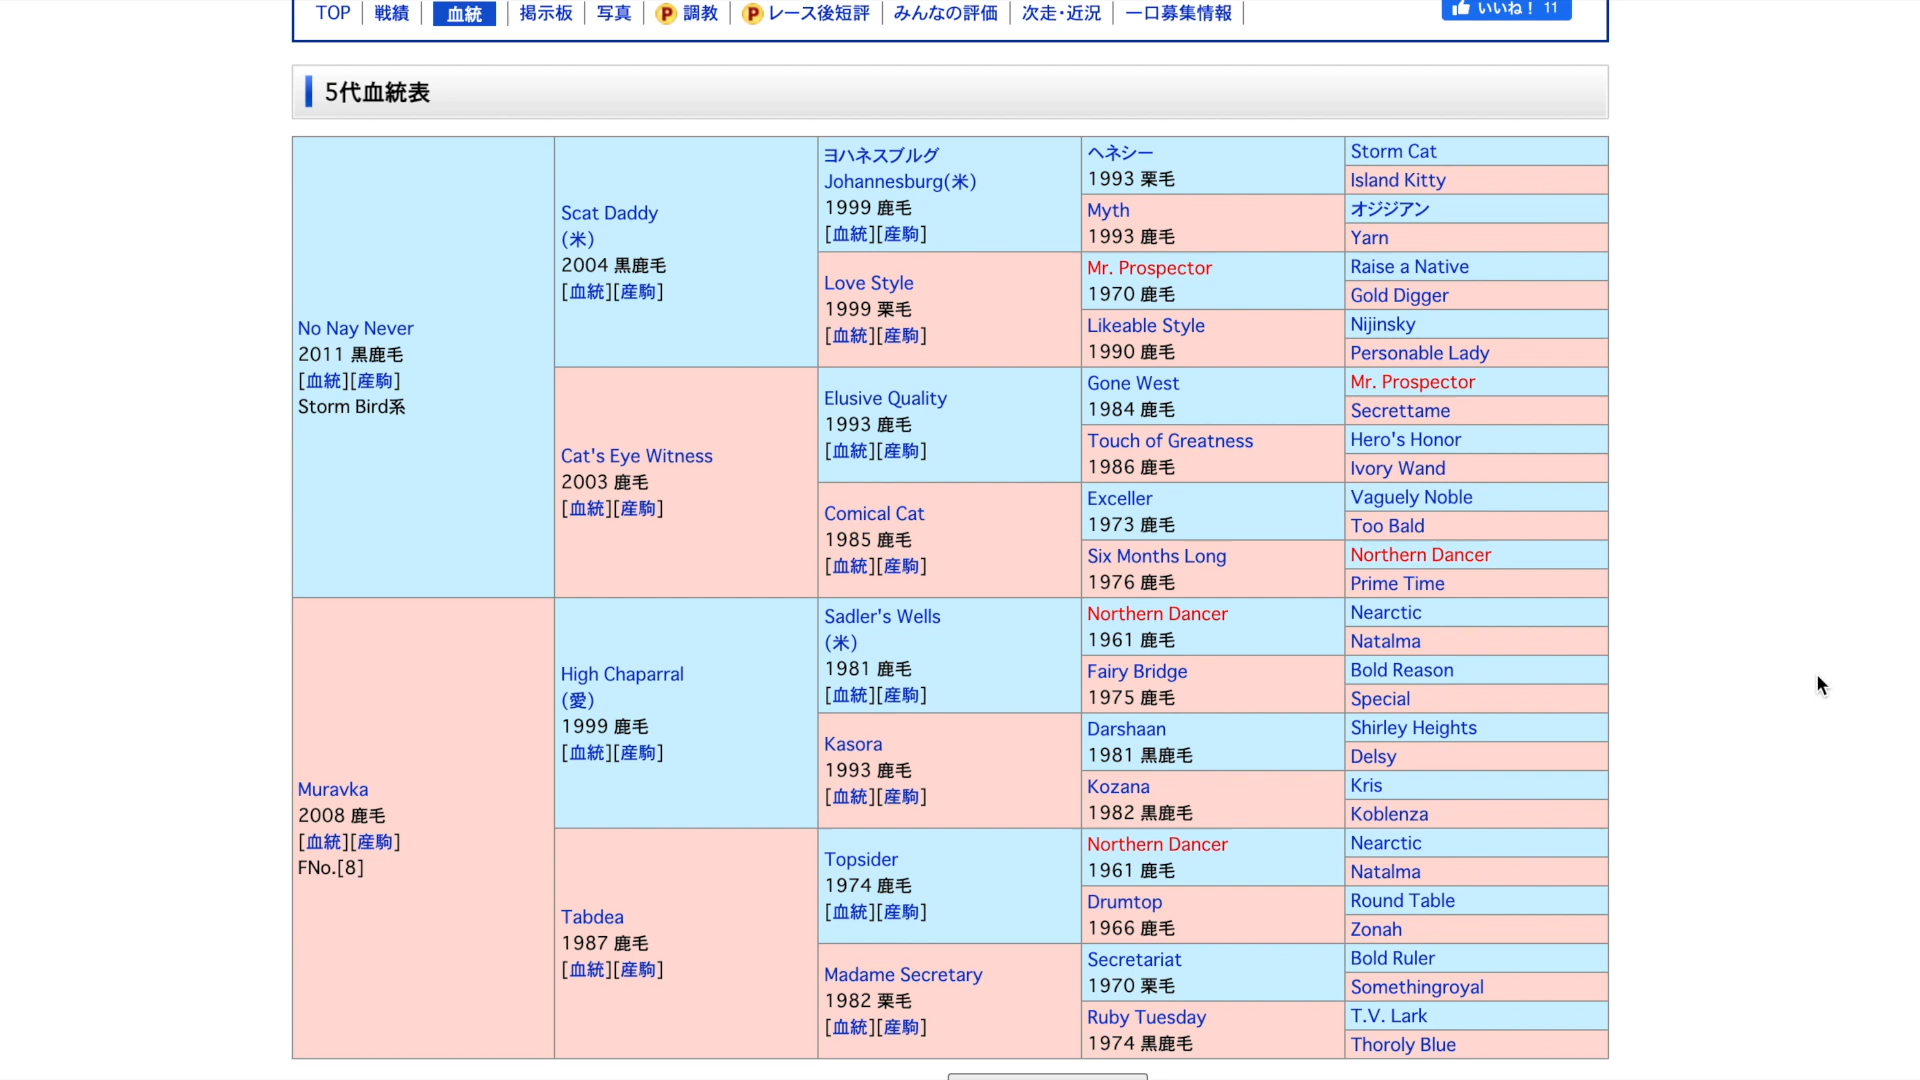 TOP 戦績 血統 掲示板 写真 P 調教 P レース後短評 みんなの評価 次走・近況 一口募集情報
いいね！ 11
5代血統表
No Nay Never
2011 黒鹿毛
[血統][産駒]
Storm Bird系
Scat Daddy
(米)
2004 黒鹿毛
[血統][産駒]
ヨハネスブルグ
Johannesburg(米)
1999 鹿毛
[血統][産駒]
ヘネシー
1993 栗毛
Storm Cat
Island Kitty
Myth
1993 鹿毛
オジジアン
Yarn
Love Style
1999 栗毛
[血統][産駒]
Mr. Prospector
1970 鹿毛
Raise a Native
Gold Digger
Likeable Style
1990 鹿毛
Nijinsky
Personable Lady
Cat's Eye Witness
2003 鹿毛
[血統][産駒]
Elusive Quality
1993 鹿毛
[血統][産駒]
Gone West
1984 鹿毛
Mr. Prospector
Secrettame
Touch of Greatness
1986 鹿毛
Hero's Honor
Ivory Wand
Comical Cat
1985 鹿毛
[血統][産駒]
Exceller
1973 鹿毛
Vaguely Noble
Too Bald
Six Months Long
1976 鹿毛
Northern Dancer
Prime Time
Muravka
2008 鹿毛
[血統][産駒]
FNo.[8]
High Chaparral
(愛)
1999 鹿毛
[血統][産駒]
Sadler's Wells
(米)
1981 鹿毛
[血統][産駒]
Northern Dancer
1961 鹿毛
Nearctic
Natalma
Fairy Bridge
1975 鹿毛
Bold Reason
Special
Kasora
1993 鹿毛
[血統][産駒]
Darshaan
1981 黒鹿毛
Shirley Heights
Delsy
Kozana
1982 黒鹿毛
Kris
Koblenza
Tabdea
1987 鹿毛
[血統][産駒]
Topsider
1974 鹿毛
[血統][産駒]
Northern Dancer
1961 鹿毛
Nearctic
Natalma
Drumtop
1966 鹿毛
Round Table
Zonah
Madame Secretary
1982 栗毛
[血統][産駒]
Secretariat
1970 栗毛
Bold Ruler
Somethingroyal
Ruby Tuesday
1974 黒鹿毛
T.V. Lark
Thoroly Blue